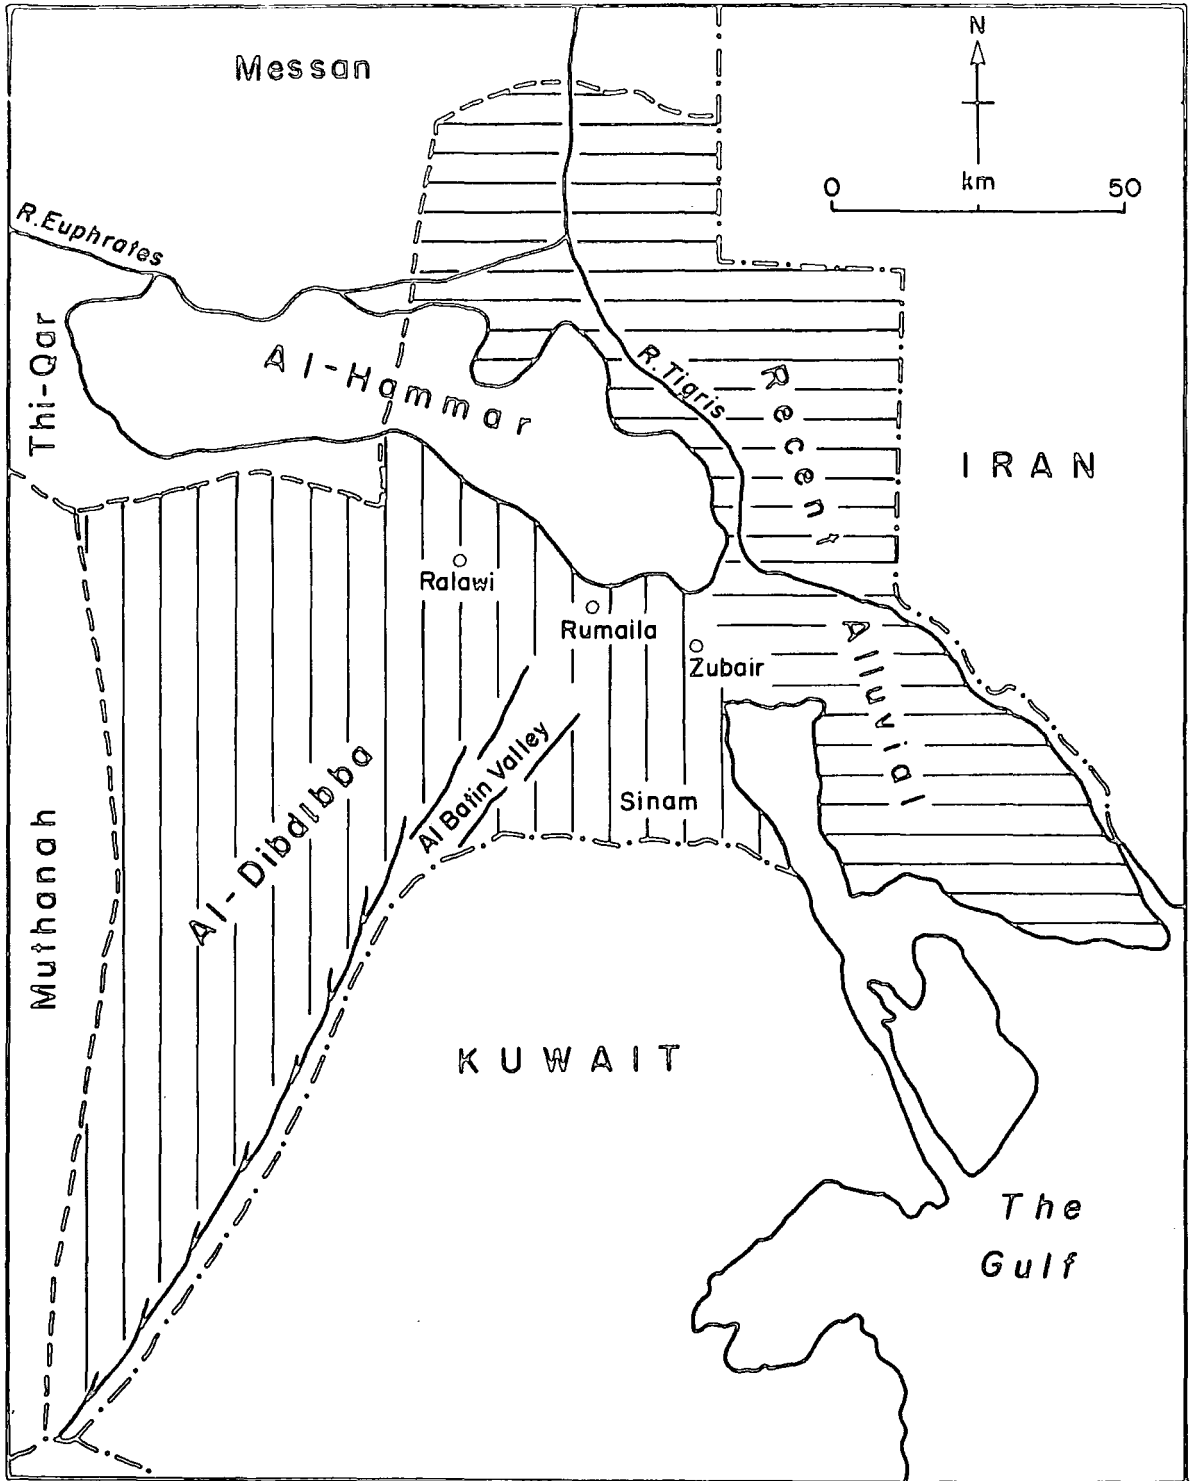 Messan
N
km
0 50
R.Euphrates
Thi-Qar
Al-Hammar
R.Tigris
Recent
IRAN
Ralawi
Rumaila
Zubair
Alluvial
Al Batin Valley
Sinam
Al-Dibdibba
Muthanah
KUWAIT
The
Gulf